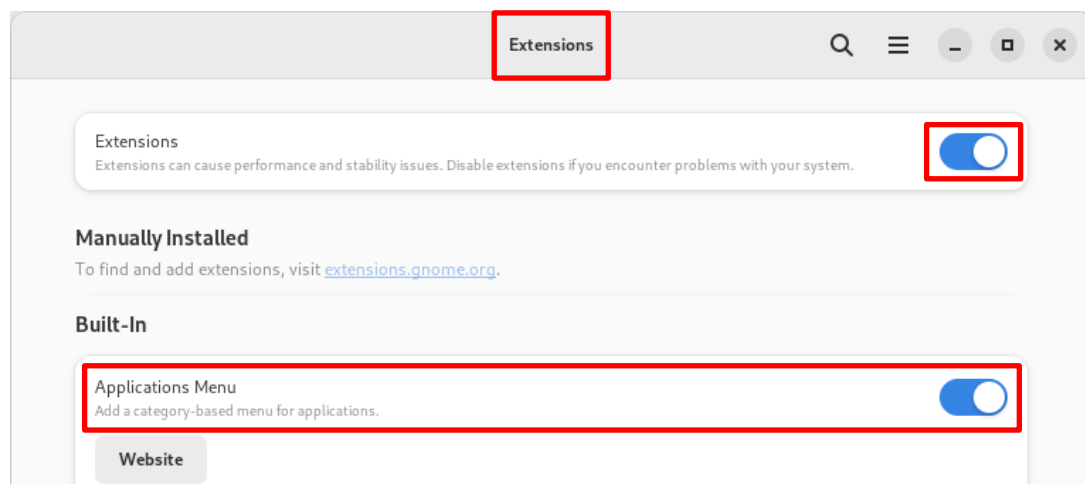 Extensions
Extensions
Extensions can cause performance and stability issues. Disable extensions if you encounter problems with your system.
Manually Installed
To find and add extensions, visit extensions.gnome.org.
Built-In
Applications Menu
Add a category-based menu for applications.
Website